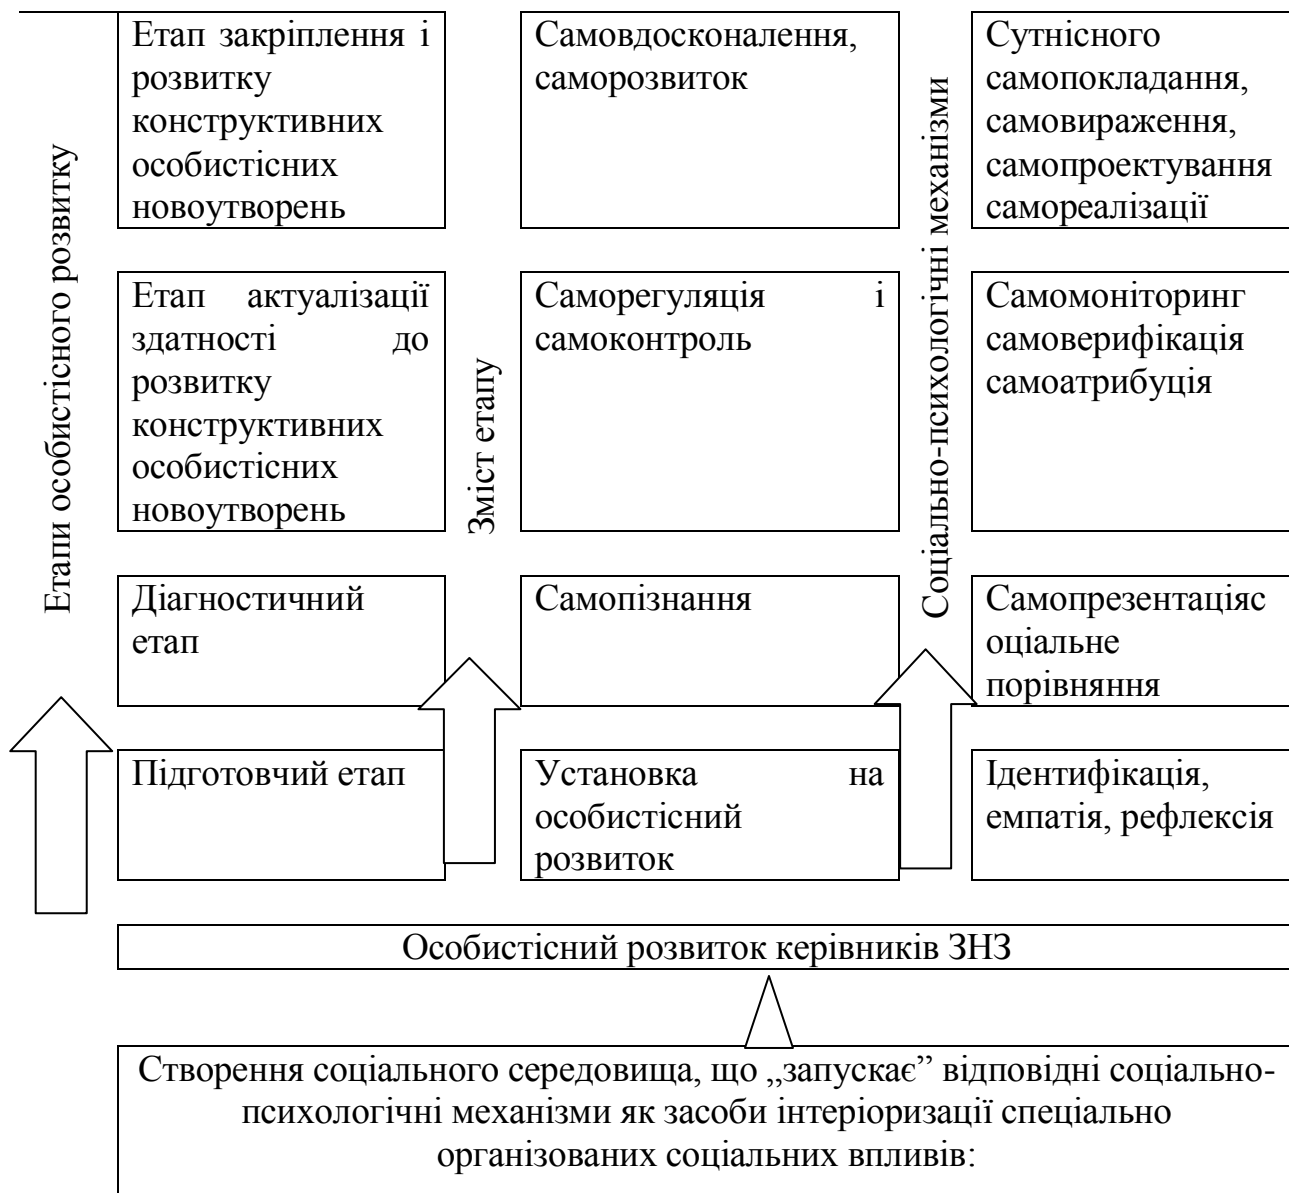 Етапи особистісного розвитку
Етап закріплення і
розвитку
конструктивних
особистісних
новоутворень
Етап актуалізації
здатності до
розвитку
конструктивних
особистісних
новоутворень
Діагностичний
етап
Підготовчий етап
Зміст етапу
Самовдосконалення,
саморозвиток
Саморегуляція і
самоконтроль
Самопізнання
Установка на
особистісний
розвиток
Соціально-психологічні механізми
Сутнісного
самопокладання,
самовираження,
самопроектування
самореалізації
Самомоніторинг
самоверифікація
самоатрибуція
Самопрезентаціяс
оціальне
порівняння
Ідентифікація,
емпатія, рефлексія
Особистісний розвиток керівників ЗНЗ
Створення соціального середовища, що „запускає” відповідні соціально-
психологічні механізми як засоби інтеріоризації спеціально
організованих соціальних впливів: